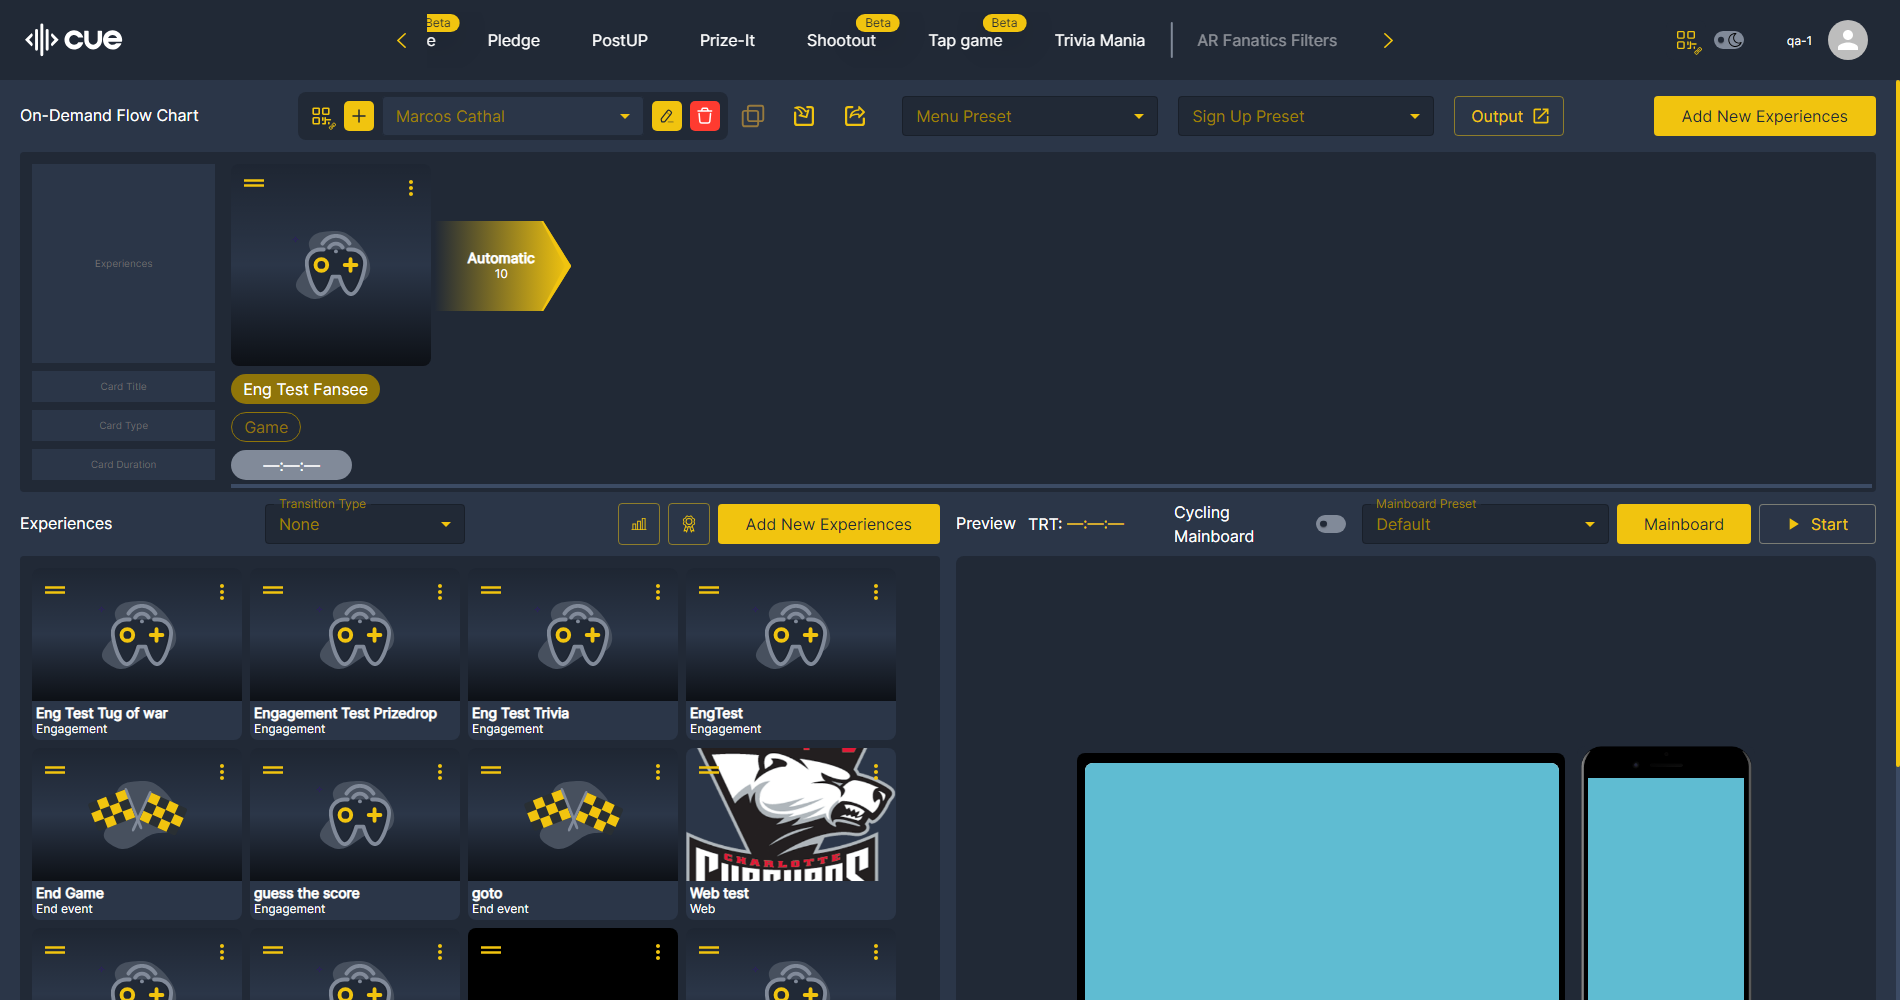 cue
e
Beta
Pledge
PostUP
Prize-It
Shootout
Beta
Tap game
Beta
Trivia Mania
AR Fanatics Filters
qa-1
On-Demand Flow Chart
Marcos Cathal
Menu Preset
Sign Up Preset
Output
Add New Experiences
Experiences
Automatic
10
Card Title
Eng Test Fansee
Card Type
Game
Card Duration
—:—:—
Experiences
Transition Type
None
Add New Experiences
Preview
TRT: —:—:—
Cycling
Mainboard
Mainboard Preset
Default
Mainboard
Start
Eng Test Tug of war
Engagement
Engagement Test Prizedrop
Engagement
Eng Test Trivia
Engagement
EngTest
Engagement
End Game
End event
guess the score
Engagement
goto
End event
CHARLOTTE
Web test
Web